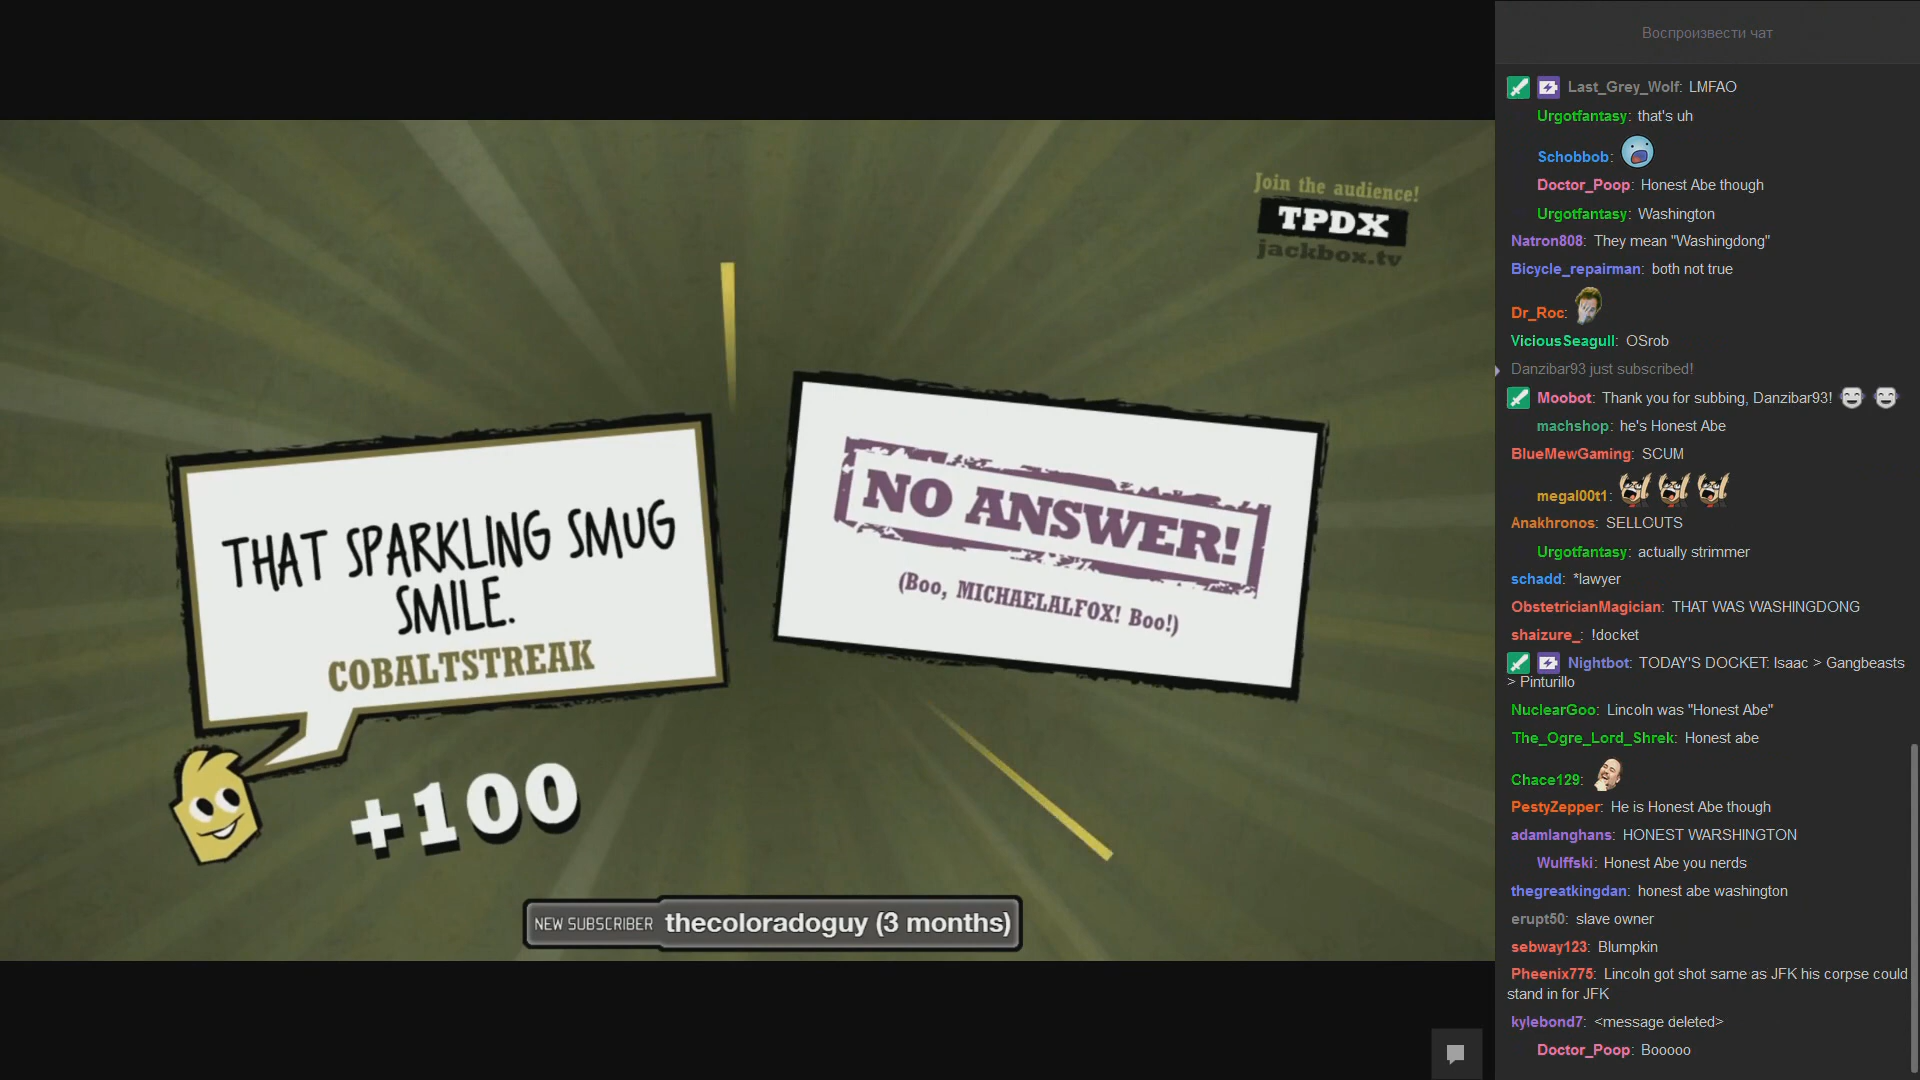 Join the audience!
TPDX
jackbox.tv
THAT SPARKLING SMUG
SMILE.
COBALTSTREAK
NO ANSWER!
(Boo, MICHAELALFOX! Boo!)
+100
NEW SUBSCRIBER thecoloradoguy (3 months)
Воспроизвести чат
Last_Grey_Wolf: LMFAO
Urgotfantasy: that's uh
Schobbob:
Doctor_Poop: Honest Abe though
Urgotfantasy: Washington
Natron808: They mean "Washingdong"
Bicycle_repairman: both not true
Dr_Roc:
ViciousSeagull: OSrob
Danzibar93 just subscribed!
Moobot: Thank you for subbing, Danzibar93!
machshop: he's Honest Abe
BlueMewGaming: SCUM
megal00t1:
Anakhronos: SELLCUTS
Urgotfantasy: actually strimmer
schadd: *lawyer
ObstetricianMagician: THAT WAS WASHINGDONG
shaizure_: !docket
Nightbot: TODAY'S DOCKET: Isaac > Gangbeasts
> Pinturillo
NuclearGoo: Lincoln was "Honest Abe"
The_Ogre_Lord_Shrek: Honest abe
Chace129:
PestyZepper: He is Honest Abe though
adamlanghans: HONEST WARSHINGTON
Wulffski: Honest Abe you nerds
thegreatkingdan: honest abe washington
erupt50: slave owner
sebway123: Blumpkin
Pheenix775: Lincoln got shot same as JFK his corpse could
stand in for JFK
kylebond7: <message deleted>
Doctor_Poop: Booooo